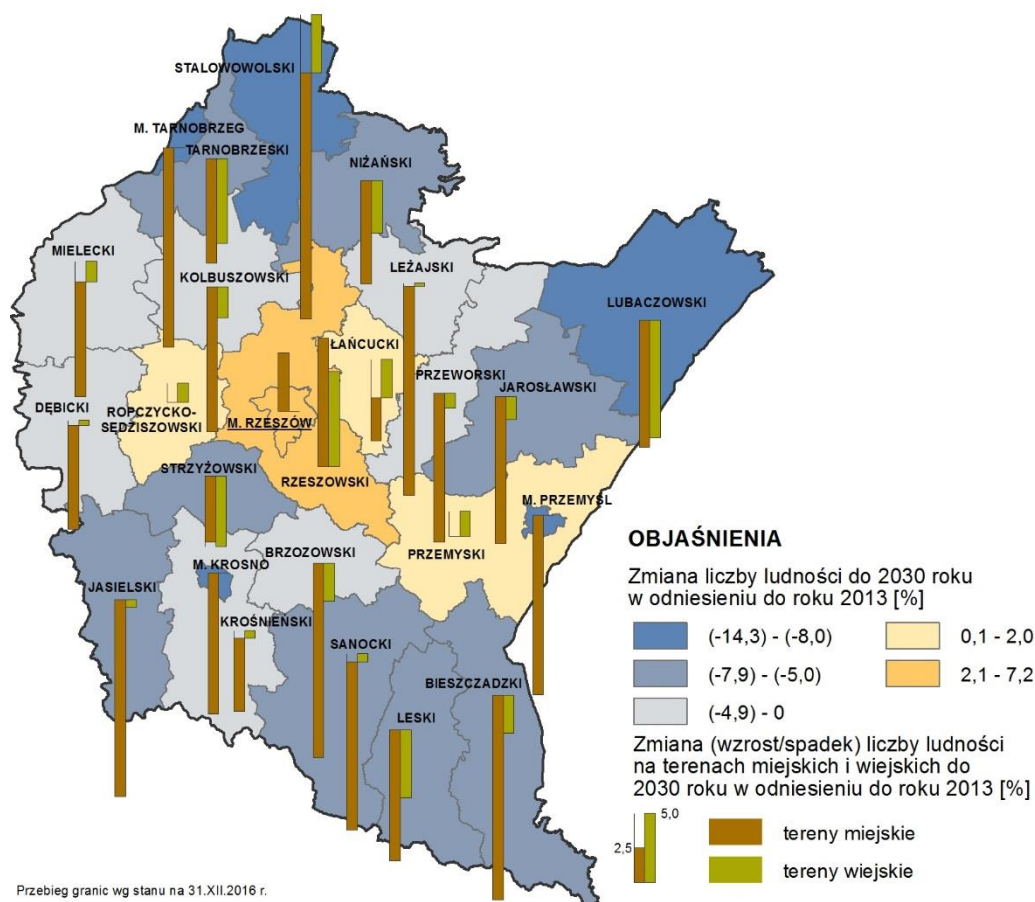 STALOWOWOLSKI
M. TARNOBRZEG
TARNOBRZESKI
NIŻAŃSKI
MIELECKI
KOLBUSZOWSKI
LEŻAJSKI
LUBACZOWSKI
ŁAŃCUCKI
PRZEWORSKI
JAROSŁAWSKI
DĘBICKI
ROPCZYCKO-
SĘDZISZOWSKI
M. RZESZÓW
STRZYŻOWSKI
RZESZOWSKI
M. PRZEMYŚL
PRZEMYSKI
BRZOZOWSKI
M. KROSNO
JASIELSKI
KROŚNIEŃSKI
SANOCKI
BIESZCZADZKI
LESKI
OBJAŚNIENIA
Zmiana liczby ludności do 2030 roku
w odniesieniu do roku 2013 [%]
(-14,3) - (-8,0)
0,1 - 2,0
(-7,9) - (-5,0)
2,1 - 7,2
(-4,9) - 0
Zmiana (wzrost/spadek) liczby ludności
na terenach miejskich i wiejskich do
2030 roku w odniesieniu do roku 2013 [%]
5,0
2,5
tereny miejskie
tereny wiejskie
Przebieg granic wg stanu na 31.XII.2016 r.